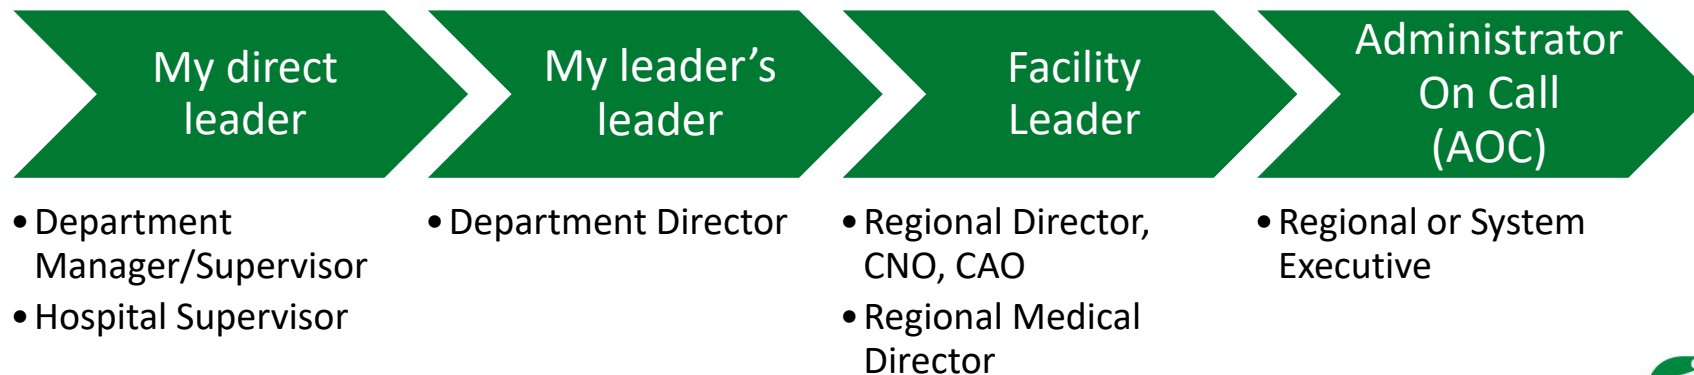 My direct
leader
My leader’s
leader
Facility
Leader
Administrator
On Call
(AOC)
•Department
Manager/Supervisor
•Hospital Supervisor
•Department Director
•Regional Director,
CNO, CAO
•Regional Medical
Director
•Regional or System
Executive